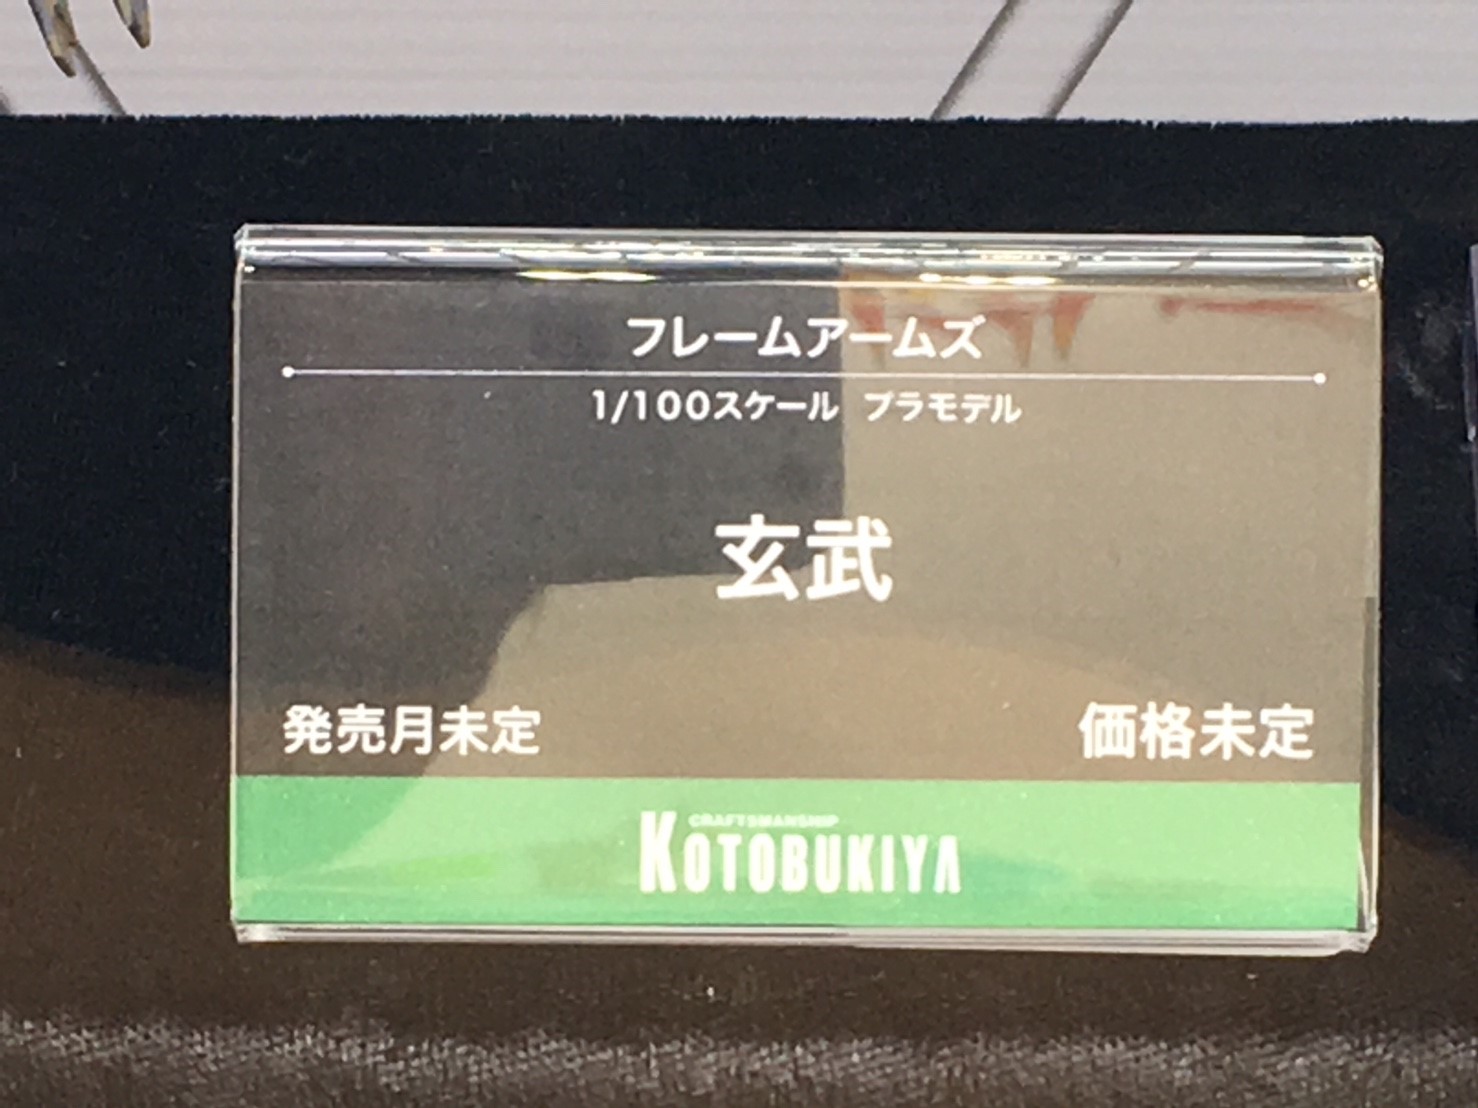 フレームアームズ
1/100スケール プラモデル
玄武
発売月未定
価格未定
CRAFTSMANSHIP
KOTOBUKIYA